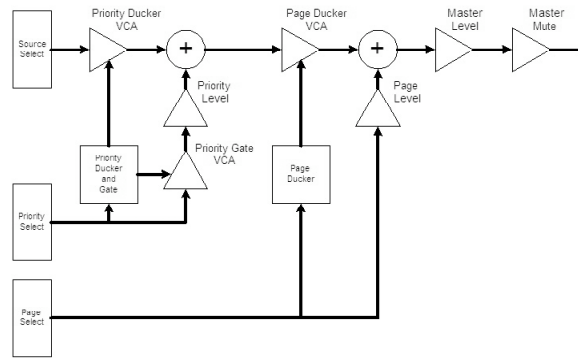 Priority Ducker
VCA
Page Ducker
VCA
Master
Level
Master
Mute
Source
Select
+
+
Priority
Level
Page
Level
Priority
Ducker
and
Gate
Priority Gate
VCA
Page
Ducker
Priority
Select
Page
Select